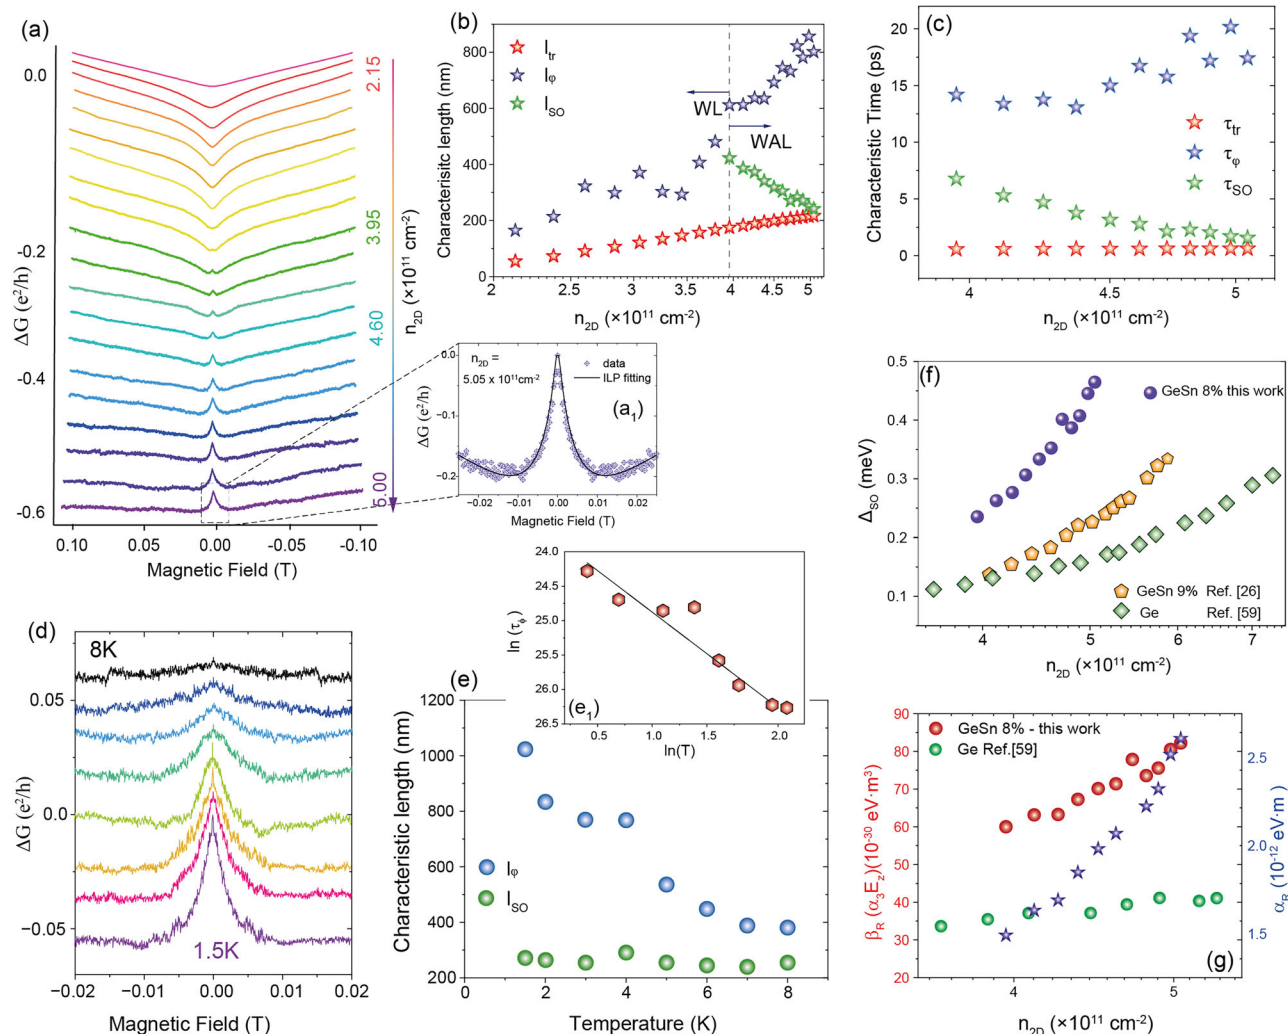 (a)
0.0
-0.2
-0.4
-0.6
ΔG (e²/h)
0.10 0.05 0.00 -0.05 -0.10
Magnetic Field (T)
2.15
3.95
4.60
5.00
n2D (×10¹¹ cm⁻²)
(b)
Characterisitc length (nm)
800
600
400
200
0
ltr
lφ
lSO
WL
WAL
2 2.5 3 3.5 4 4.5 5
n2D (×10¹¹ cm⁻²)
(c)
Characteristic Time (ps)
20
15
10
5
0
τtr
τφ
τSO
4 4.5 5
n2D (×10¹¹ cm⁻²)
(a1)
n2D =
5.05 x 10¹¹cm⁻²
data
ILP fitting
ΔG (e²/h)
0.0
−0.1
−0.2
−0.02 −0.01 0.00 0.01 0.02
Magnetic Field (T)
(f)
ΔSO (meV)
0.5
0.4
0.3
0.2
0.1
GeSn 8% this work
GeSn 9% Ref. [26]
Ge Ref. [59]
4 5 6 7
n2D (×10¹¹ cm⁻²)
(d)
8K
1.5K
ΔG (e²/h)
0.05
0.0
−0.05
−0.02 −0.01 0.00 0.01 0.02
Magnetic Field (T)
(e)
Characteristic length (nm)
1200
1000
800
600
400
200
lφ
lSO
2 4 6 8
Temperature (K)
(e1)
ln (τϕ)
24.0
24.5
25.0
25.5
26.0
26.5
0.5 1.0 1.5 2.0
ln(T)
(g)
βR (α3Ez)(10⁻³⁰ eV·m³)
90
80
70
60
50
40
30
20
GeSn 8% - this work
Ge Ref.[59]
2.5
2.0
1.5
αR (10⁻¹² eV·m)
4 5
n2D (×10¹¹ cm⁻²)